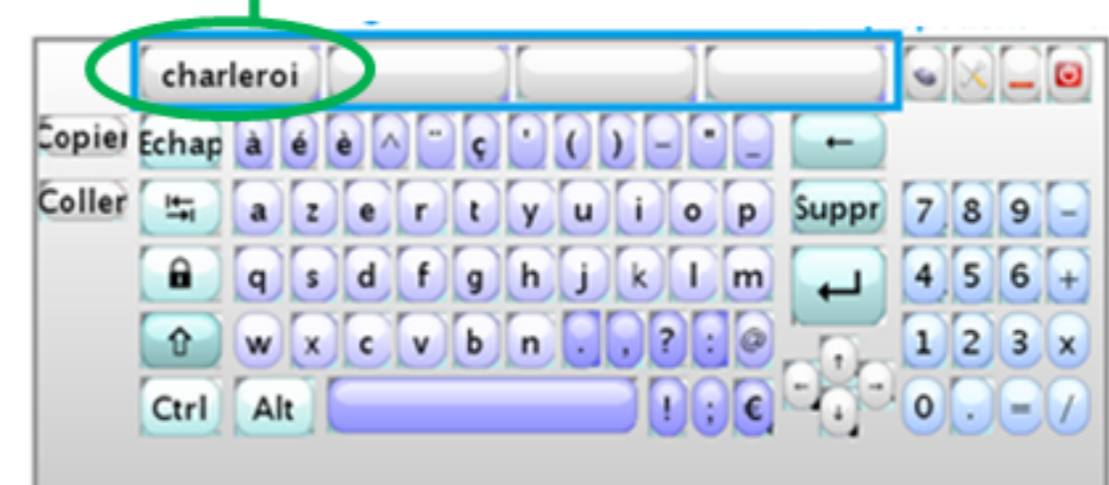 charleroi
Copier Echap à é è ^ ¨ ç ' ( ) - " _ ←
Coller a z e r t y u i o p Suppr 7 8 9 -
q s d f g h j k l m 4 5 6 +
w x c v b n . , ? : @ 1 2 3 x
Ctrl Alt ! ; € 0 . = /